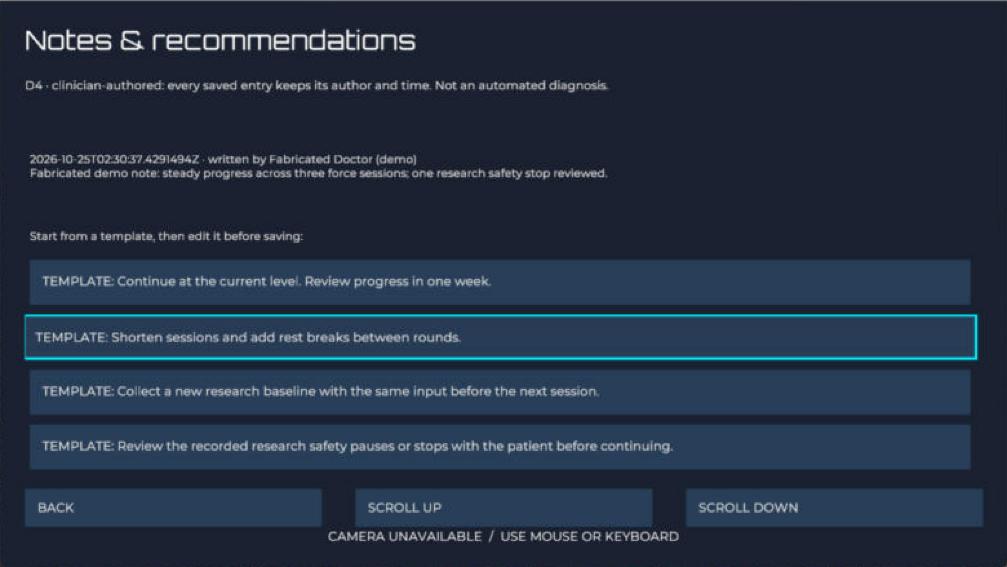 Notes & recommendations
D4 · clinician-authored: every saved entry keeps its author and time. Not an automated diagnosis.
2026-10-25T02:30:37.4291494Z · written by Fabricated Doctor (demo)
Fabricated demo note: steady progress across three force sessions; one research safety stop reviewed.
Start from a template, then edit it before saving:
TEMPLATE: Continue at the current level. Review progress in one week.
TEMPLATE: Shorten sessions and add rest breaks between rounds.
TEMPLATE: Collect a new research baseline with the same input before the next session.
TEMPLATE: Review the recorded research safety pauses or stops with the patient before continuing.
BACK
SCROLL UP
SCROLL DOWN
CAMERA UNAVAILABLE / USE MOUSE OR KEYBOARD